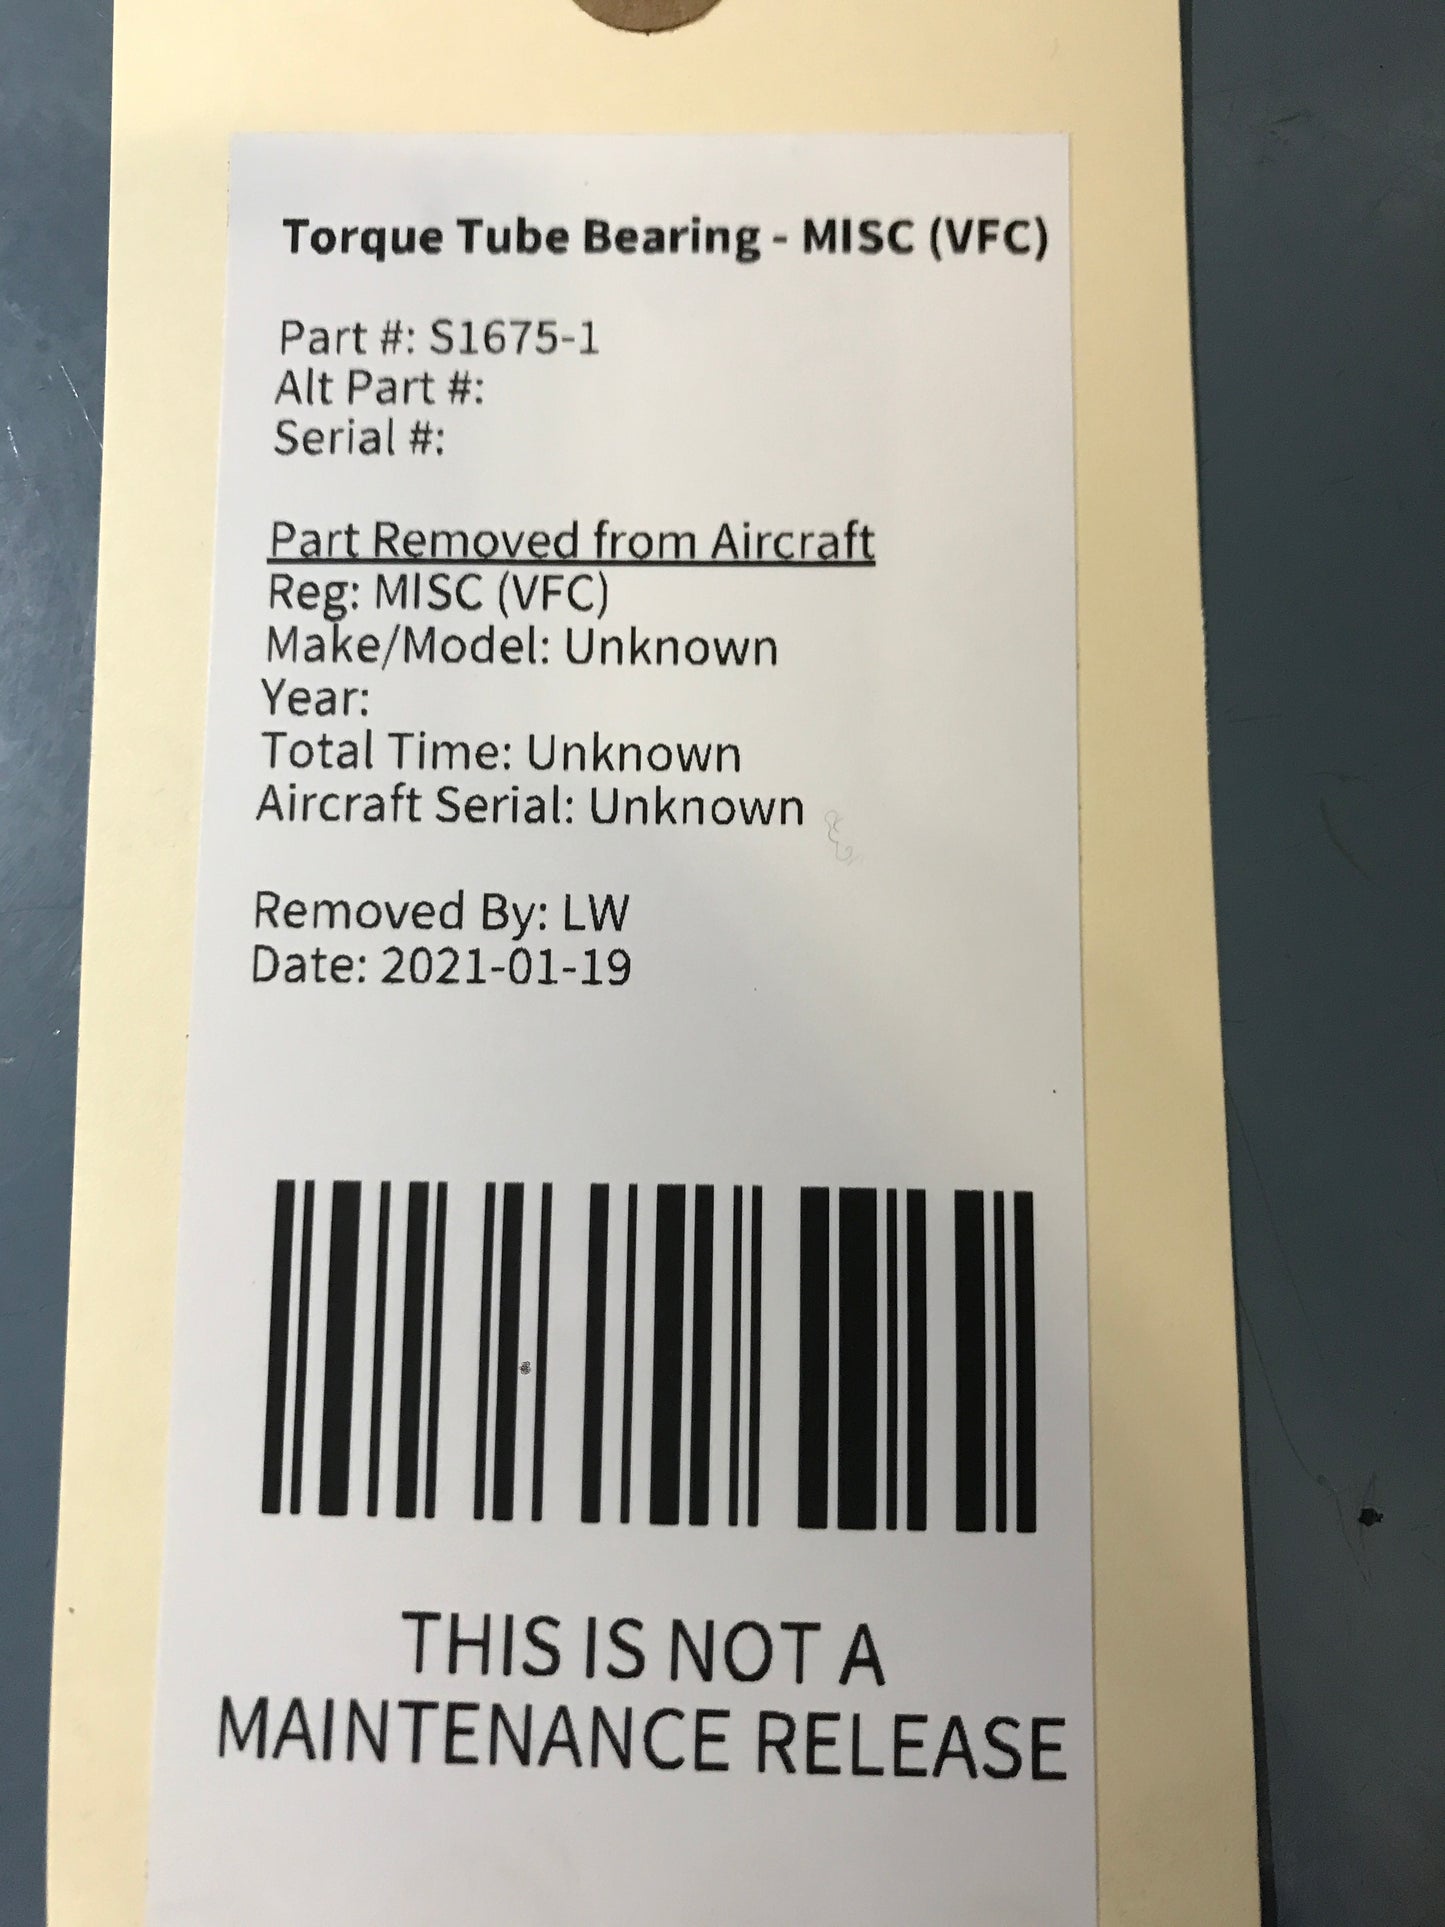 Torque Tube Bearing - MISC (VFC)
Part #: S1675-1
Alt Part #:
Serial #:
Part Removed from Aircraft
Reg: MISC (VFC)
Make/Model: Unknown
Year:
Total Time: Unknown
Aircraft Serial: Unknown
Removed By: LW
Date: 2021-01-19
THIS IS NOT A
MAINTENANCE RELEASE